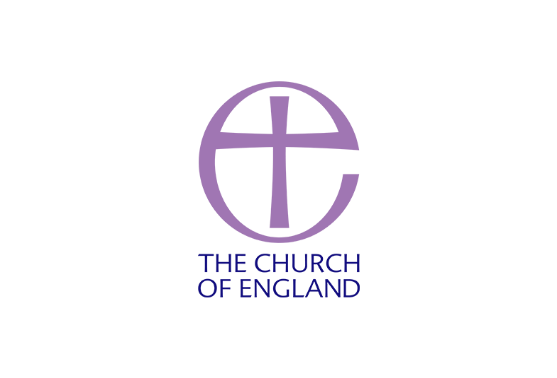 THE CHURCH
OF ENGLAND